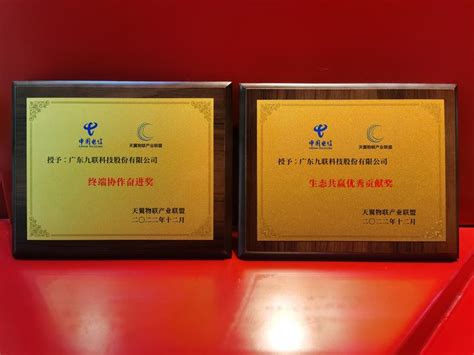 中国电信
天翼物联产业联盟
授予：广东九联科技股份有限公司
终端协作奋进奖
天翼物联产业联盟
二〇二二年十二月
中国电信
天翼物联产业联盟
授予：广东九联科技股份有限公司
生态共赢优秀贡献奖
天翼物联产业联盟
二〇二二年十二月